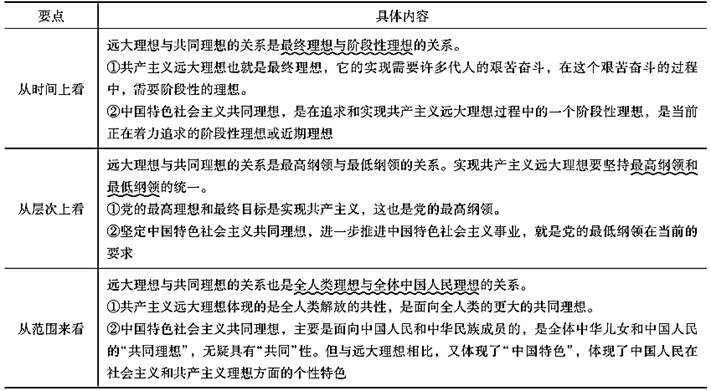 要点 具体内容
远大理想与共同理想的关系是最终理想与阶段性理想的关系。
①共产主义远大理想也就是最终理想，它的实现需要许多代人的艰苦奋斗，在这个艰苦奋斗的过程
从时间上看
中，需要阶段性的理想。
②中国特色社会主义共同理想，是在追求和实现共产主义远大理想过程中的一个阶段性理想，是当前
正在着力追求的阶段性理想或近期理想
远大理想与共同理想的关系是最高纲领与最低纲领的关系。实现共产主义远大理想要坚持最高纲领和
最低纲领的统一。
从层次上看
①党的最高理想和最终目标是实现共产主义，这也是党的最高纲领。
②坚定中国特色社会主义共同理想，进一步推进中国特色社会主义事业，就是党的最低纲领在当前的
要求
远大理想与共同理想的关系也是全人类理想与全体中国人民理想的关系。
①共产主义远大理想体现的是全人类解放的共性，是面向全人类的更大的共同理想。
从范围来看
②中国特色社会主义共同理想，主要是面向中国人民和中华民族成员的，是全体中华儿女和中国人民
的“共同理想”，无疑具有“共同”性。但与远大理想相比，又体现了“中国特色”，体现了中国人民在
社会主义和共产主义理想方面的个性特色